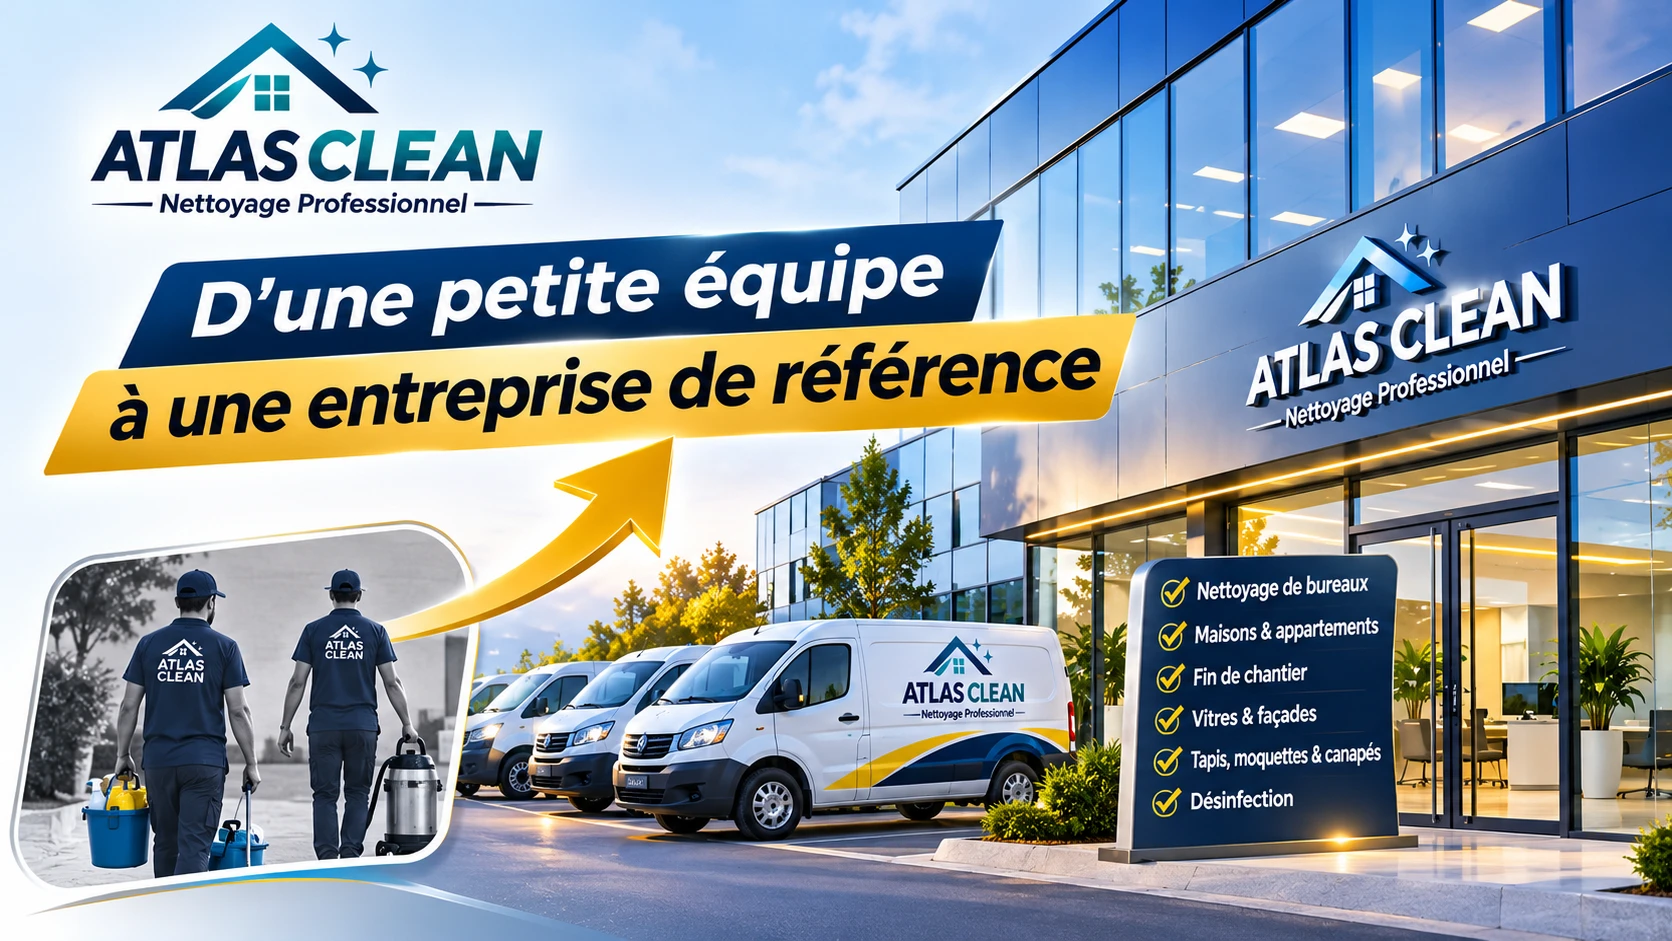 ATLAS CLEAN
Nettoyage Professionnel
D'une petite équipe
à une entreprise de référence
ATLAS CLEAN
Nettoyage Professionnel
ATLAS
CLEAN
ATLAS
CLEAN
ATLAS CLEAN
Nettoyage Professionnel
Nettoyage de bureaux
Maisons & appartements
Fin de chantier
Vitres & façades
Tapis, moquettes & canapés
Désinfection